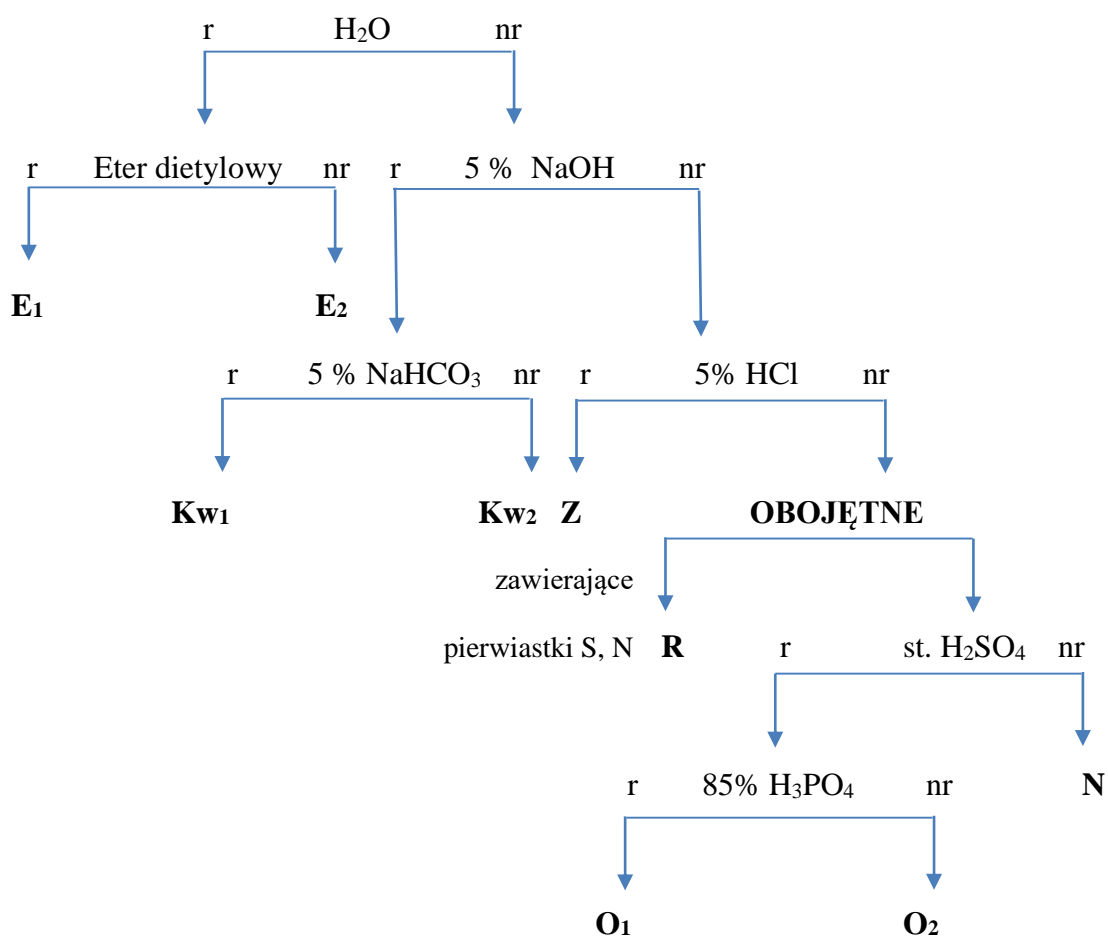 r H₂O nr
r Eter dietylowy nr r 5 % NaOH nr
E₁ E₂
r 5 % NaHCO₃ nr r 5% HCl nr
Kw₁ Kw₂ Z OBOJĘTNE
zawierające
pierwiastki S, N R r st. H₂SO₄ nr
r 85% H₃PO₄ nr N
O₁ O₂